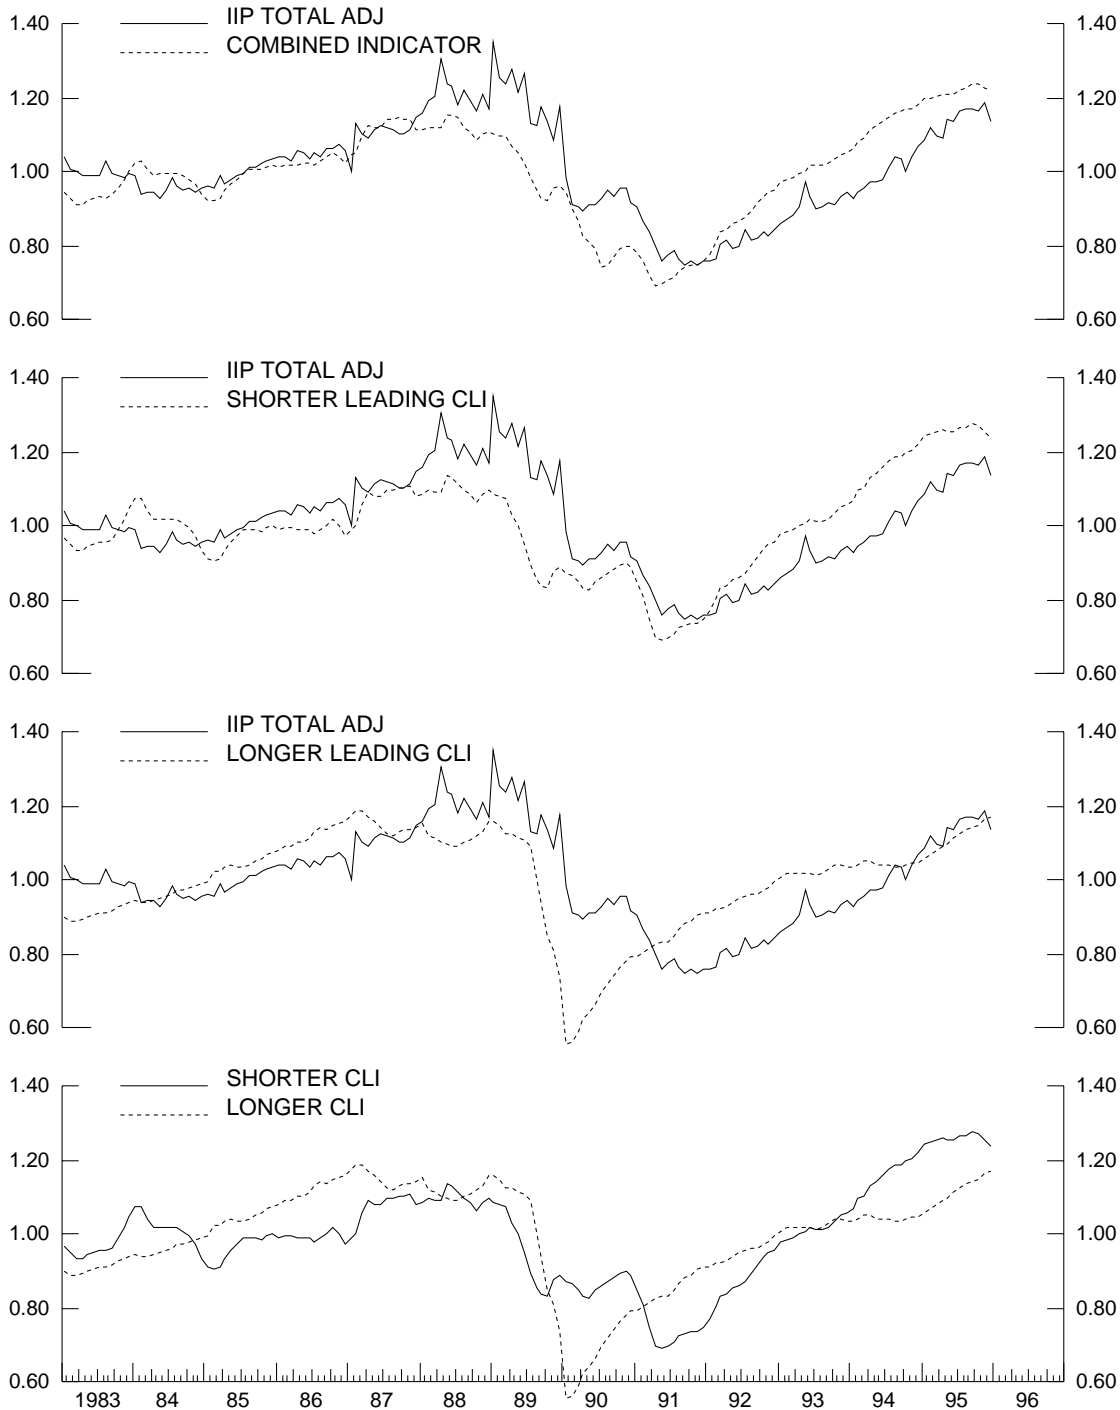 1.40 IIP TOTAL ADJ 1.40
COMBINED INDICATOR
1.20 1.20
1.00 1.00
0.80 0.80
0.60 0.60
1.40 IIP TOTAL ADJ 1.40
SHORTER LEADING CLI
1.20 1.20
1.00 1.00
0.80 0.80
0.60 0.60
1.40 IIP TOTAL ADJ 1.40
LONGER LEADING CLI
1.20 1.20
1.00 1.00
0.80 0.80
0.60 0.60
1.40 SHORTER CLI 1.40
LONGER CLI
1.20 1.20
1.00 1.00
0.80 0.80
0.60 0.60
1983 84 85 86 87 88 89 90 91 92 93 94 95 96